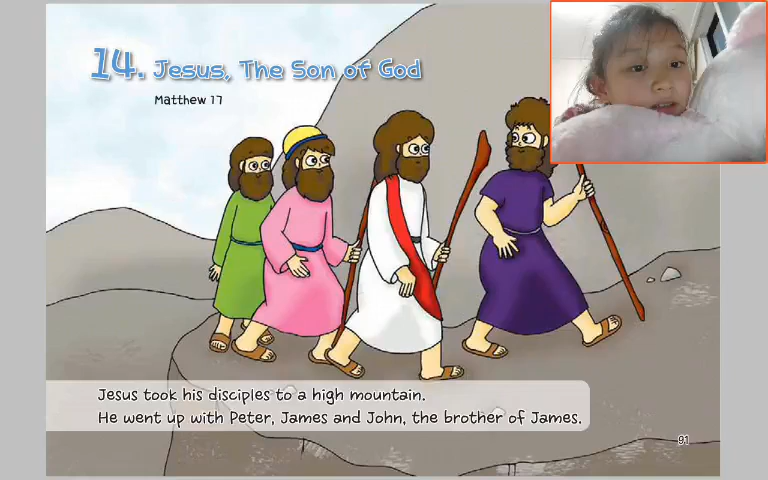 14. Jesus, The Son of God
Matthew 17
Jesus took his disciples to a high mountain.
He went up with Peter, James and John, the brother of James.
91